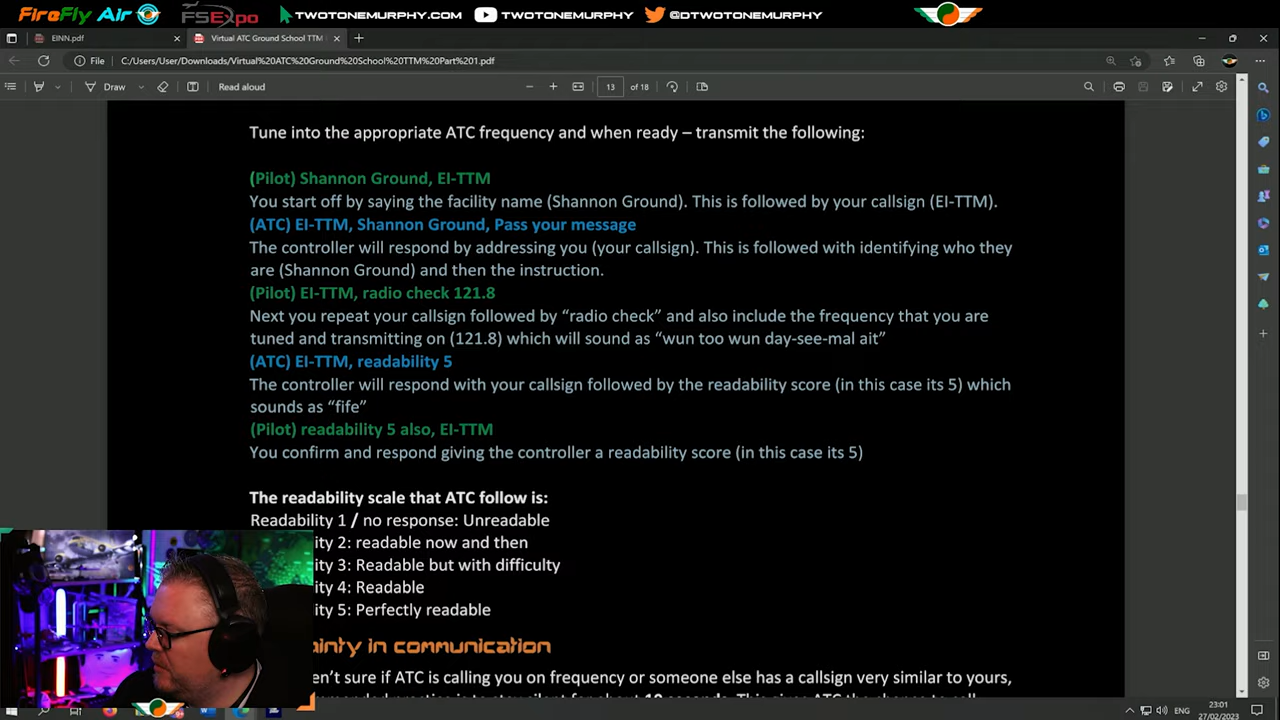 FireFly Air
FSExpo
TWOTONEMURPHY.COM
TWOTONEMURPHY
@DTWOTONEMURPHY
EINN.pdf
Virtual ATC Ground School TTM
File
C:/Users/User/Downloads/Virtual%20ATC%20Ground%20School%20TTM%20Part%201.pdf
Draw
Read aloud
13 of 18
Tune into the appropriate ATC frequency and when ready – transmit the following:
(Pilot) Shannon Ground, EI-TTM
You start off by saying the facility name (Shannon Ground). This is followed by your callsign (EI-TTM).
(ATC) EI-TTM, Shannon Ground, Pass your message
The controller will respond by addressing you (your callsign). This is followed with identifying who they
are (Shannon Ground) and then the instruction.
(Pilot) EI-TTM, radio check 121.8
Next you repeat your callsign followed by “radio check” and also include the frequency that you are
tuned and transmitting on (121.8) which will sound as “wun too wun day-see-mal ait”
(ATC) EI-TTM, readability 5
The controller will respond with your callsign followed by the readability score (in this case its 5) which
sounds as “fife”
(Pilot) readability 5 also, EI-TTM
You confirm and respond giving the controller a readability score (in this case its 5)
The readability scale that ATC follow is:
Readability 1 / no response: Unreadable
ity 2: readable now and then
ity 3: Readable but with difficulty
ity 4: Readable
ity 5: Perfectly readable
ainty in communication
en’t sure if ATC is calling you on frequency or someone else has a callsign very similar to yours,
ENG
23:01
27/02/2023